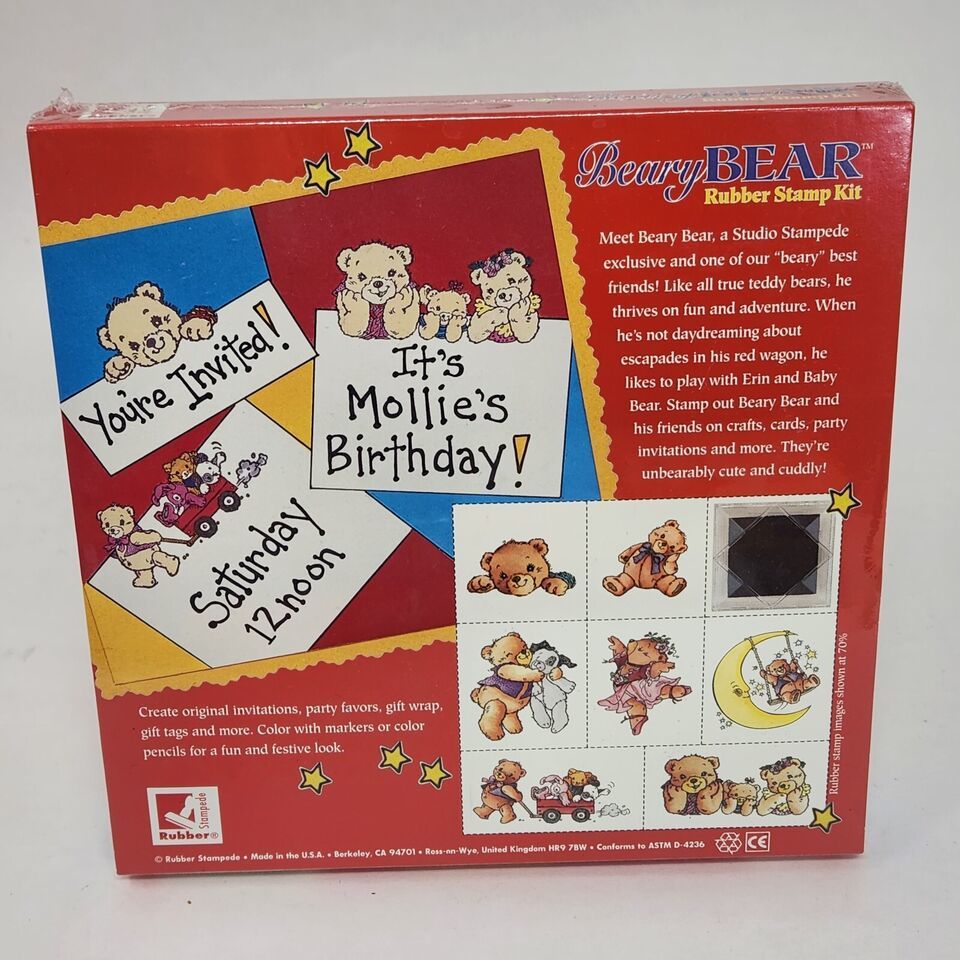 Beary BEAR™
Rubber Stamp Kit
Meet Beary Bear, a Studio Stampede
exclusive and one of our “beary” best
friends! Like all true teddy bears, he
thrives on fun and adventure. When
he's not daydreaming about
escapades in his red wagon, he
likes to play with Erin and Baby
Bear. Stamp out Beary Bear and
his friends on crafts, cards, party
invitations and more. They're
unbearably cute and cuddly!
You're Invited!
It's
Mollie's
Birthday!
Saturday
12 noon
Create original invitations, party favors, gift wrap,
gift tags and more. Color with markers or color
pencils for a fun and festive look.
Rubber stamp images shown at 70%
Rubber®
Stampede
© Rubber Stampede • Made in the U.S.A. • Berkeley, CA 94701 • Ross-on-Wye, United Kingdom HR9 7BW • Conforms to ASTM D-4236
CE